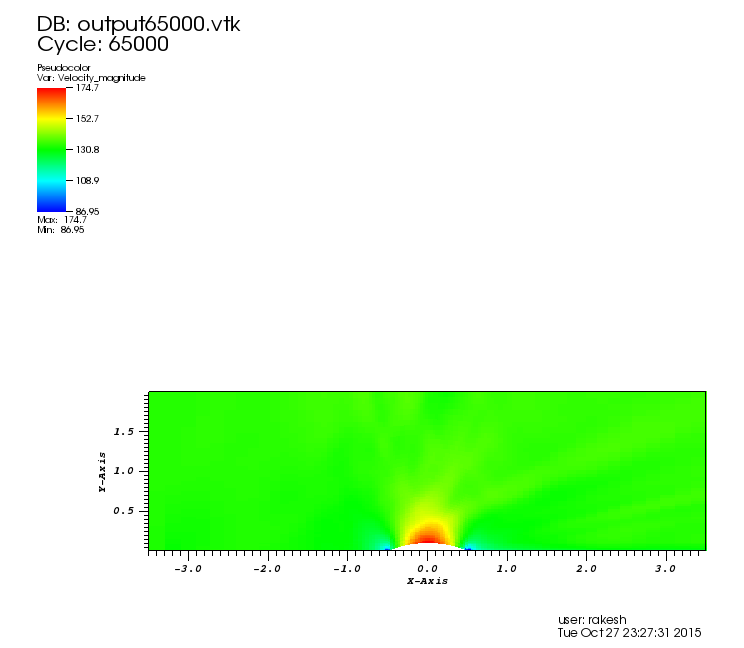 DB: output65000.vtk
Cycle: 65000
Pseudocolor
Var: Velocity_magnitude
174.7
152.7
130.8
108.9
86.95
Max: 174.7
Min: 86.95
1.5
1.0
0.5
Y-Axis
-3.0 -2.0 -1.0 0.0 1.0 2.0 3.0
X-Axis
user: rakesh
Tue Oct 27 23:27:31 2015